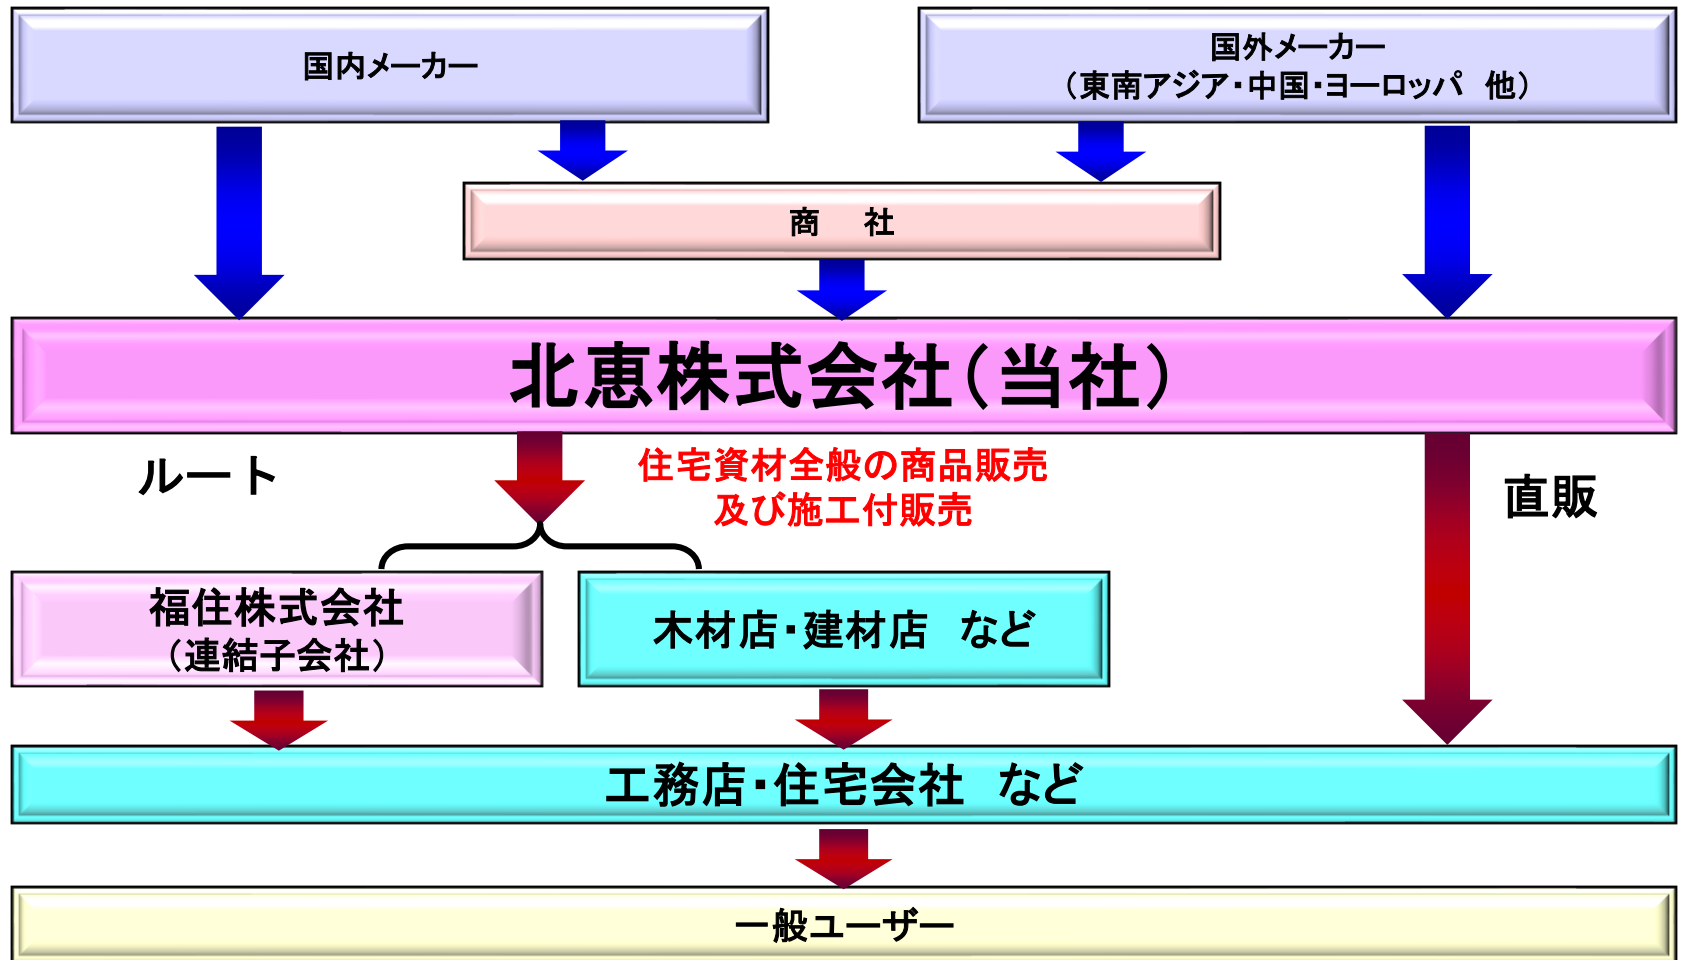 国内メーカー
国外メーカー
（東南アジア・中国・ヨーロッパ　他）
商　社
北恵株式会社（当社）
ルート
住宅資材全般の商品販売
及び施工付販売
直販
福住株式会社
（連結子会社）
木材店・建材店　など
工務店・住宅会社　など
一般ユーザー